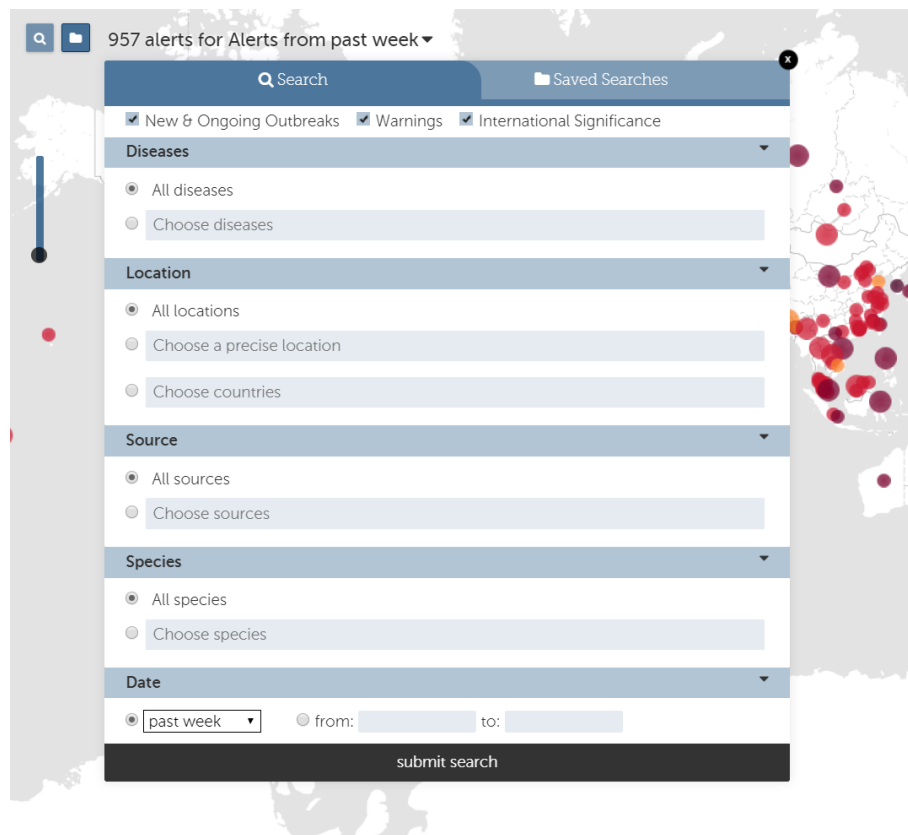 957 alerts for Alerts from past week
x
Search
Saved Searches
New & Ongoing Outbreaks Warnings International Significance
Diseases
All diseases
Choose diseases
Location
All locations
Choose a precise location
Choose countries
Source
All sources
Choose sources
Species
All species
Choose species
Date
past week from: to:
submit search